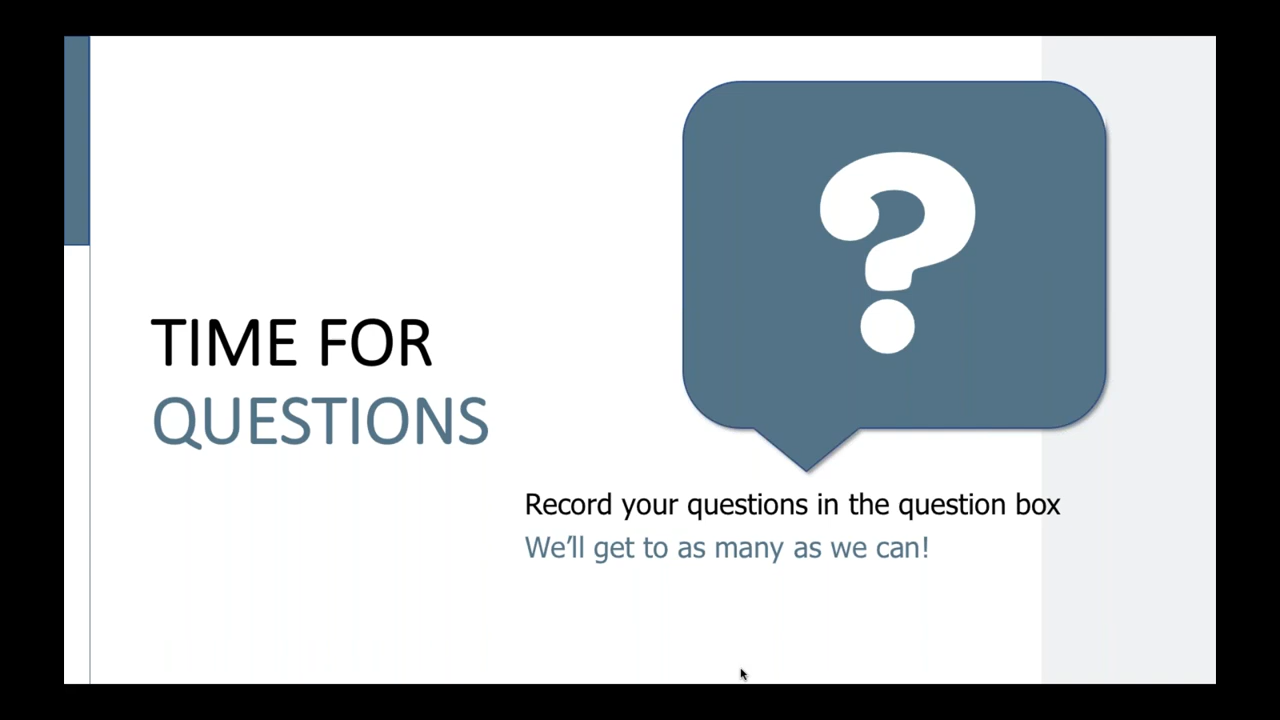 TIME FOR
QUESTIONS
?
Record your questions in the question box
We'll get to as many as we can!